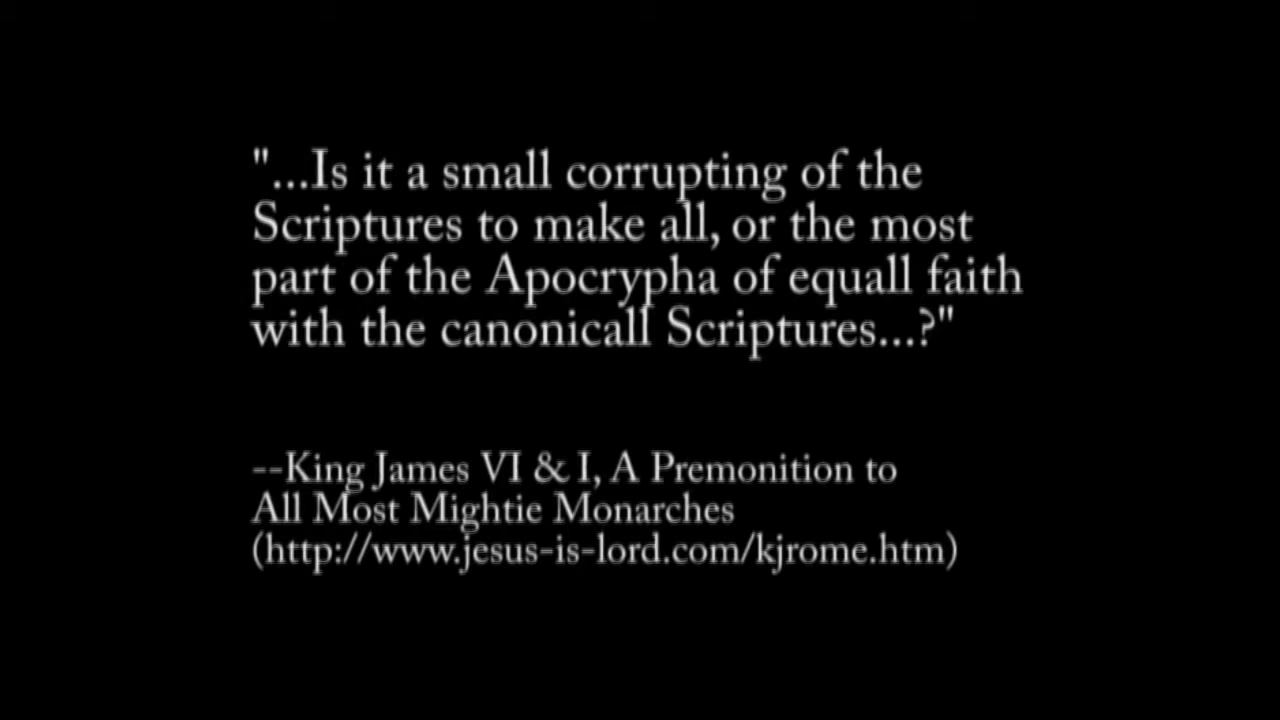 "...Is it a small corrupting of the
Scriptures to make all, or the most
part of the Apocrypha of equall faith
with the canonicall Scriptures...?"
--King James VI & I, A Premonition to
All Most Mightie Monarches
(http://www.jesus-is-lord.com/kjrome.htm)